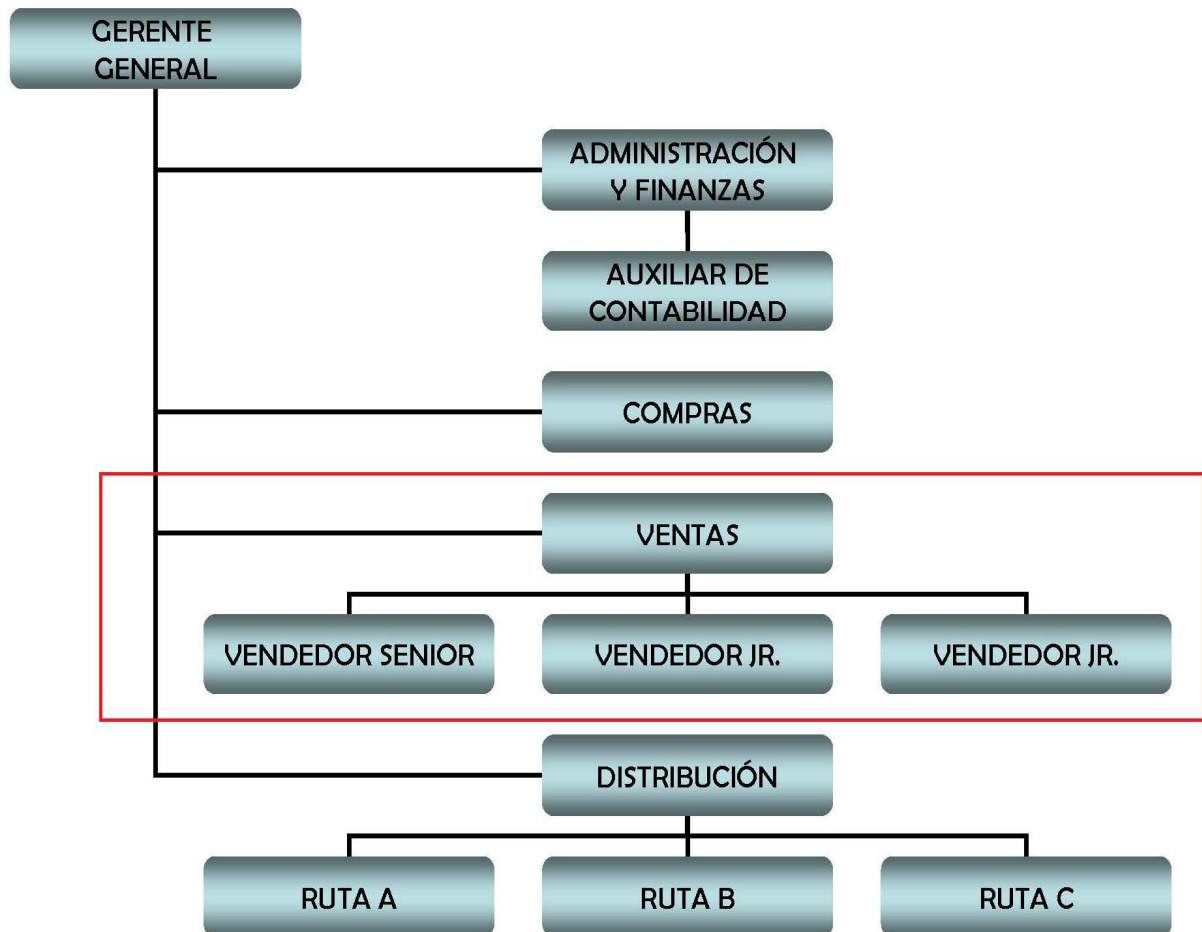 GERENTE
GENERAL
ADMINISTRACIÓN
Y FINANZAS
AUXILIAR DE
CONTABILIDAD
COMPRAS
VENTAS
VENDEDOR SENIOR
VENDEDOR JR.
VENDEDOR JR.
DISTRIBUCIÓN
RUTA A
RUTA B
RUTA C